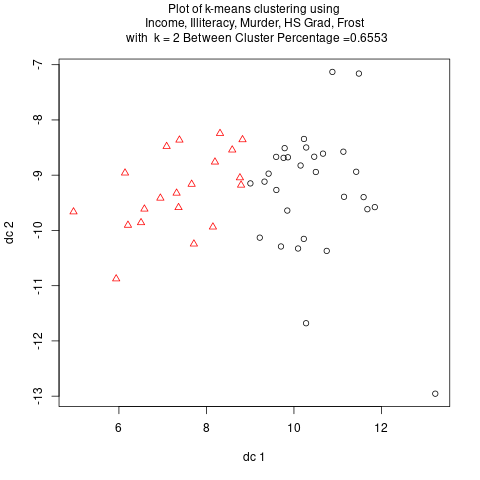 Plot of k-means clustering using
Income, Illiteracy, Murder, HS Grad, Frost
with k = 2 Between Cluster Percentage =0.6553
-7
-8
-9
-10
-11
-12
-13
dc 2
6 8 10 12
dc 1